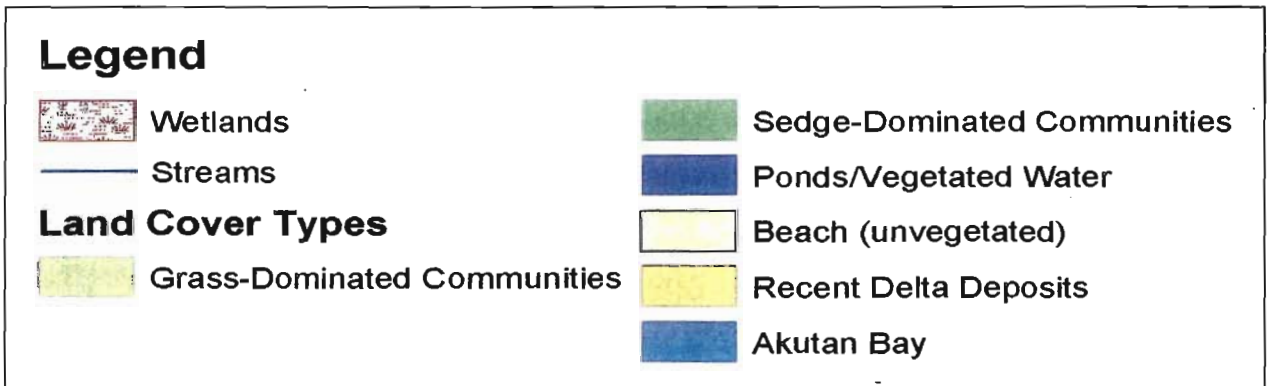 Legend
Wetlands
Streams
Land Cover Types
Grass-Dominated Communities
Sedge-Dominated Communities
Ponds/Vegetated Water
Beach (unvegetated)
Recent Delta Deposits
Akutan Bay